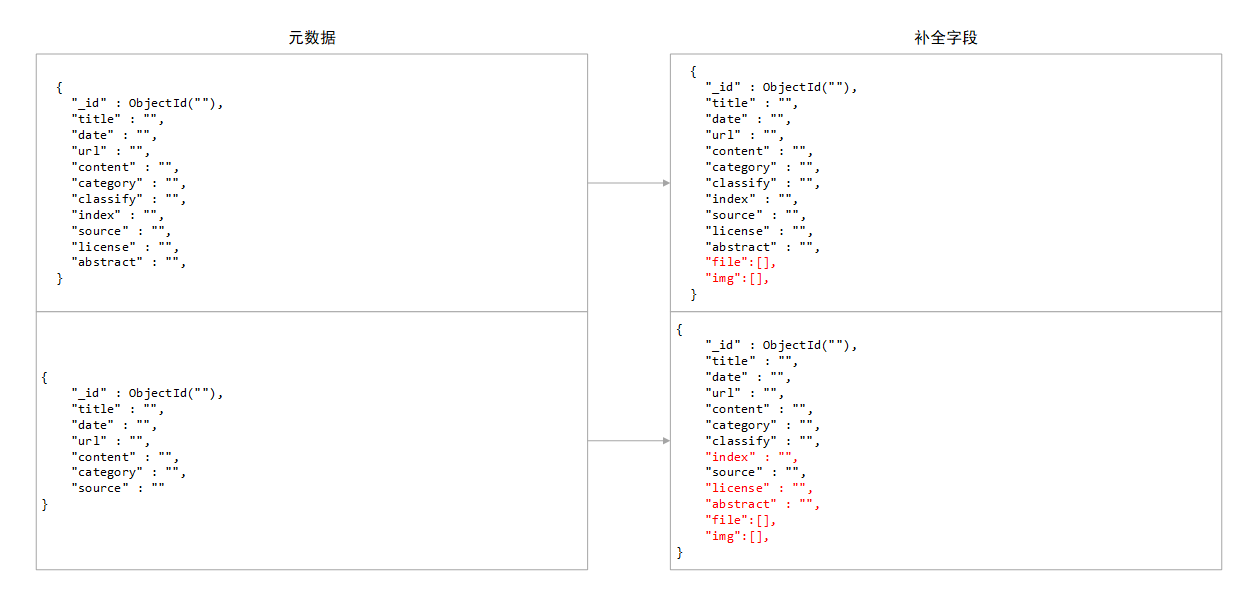 元数据
{
"_id" : ObjectId(""),
"title" : "",
"date" : "",
"url" : "",
"content" : "",
"category" : "",
"classify" : "",
"index" : "",
"source" : "",
"license" : "",
"abstract" : "",
}
{
"_id" : ObjectId(""),
"title" : "",
"date" : "",
"url" : "",
"content" : "",
"category" : "",
"source" : ""
}
补全字段
{
"_id" : ObjectId(""),
"title" : "",
"date" : "",
"url" : "",
"content" : "",
"category" : "",
"classify" : "",
"index" : "",
"source" : "",
"license" : "",
"abstract" : "",
"file":[],
"img":[],
}
{
"_id" : ObjectId(""),
"title" : "",
"date" : "",
"url" : "",
"content" : "",
"category" : "",
"classify" : "",
"index" : "",
"source" : "",
"license" : "",
"abstract" : "",
"file":[],
"img":[],
}